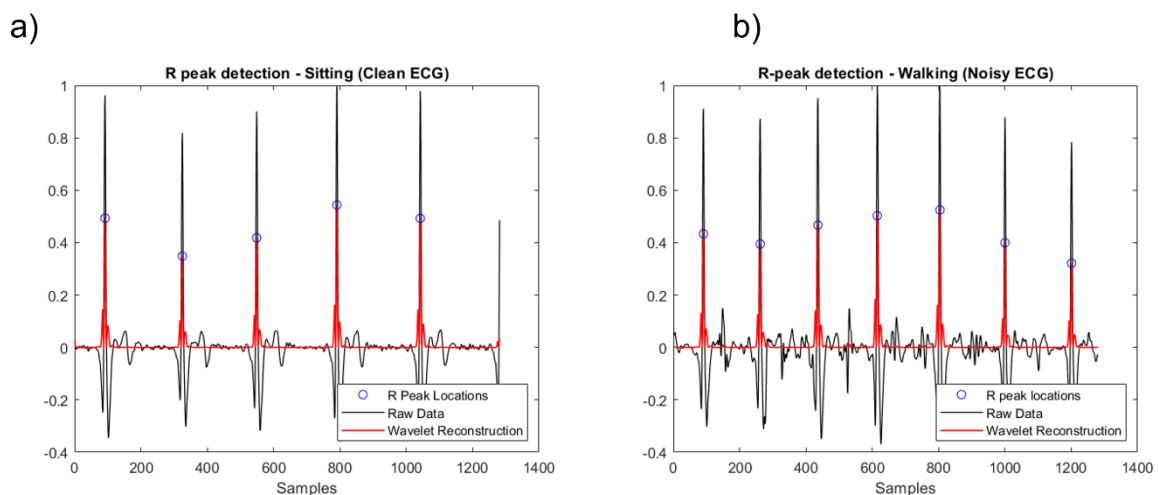 a)
b)
R peak detection - Sitting (Clean ECG)
1
0.8
0.6
0.4
0.2
0
-0.2
-0.4
0 200 400 600 800 1000 1200 1400
Samples
R Peak Locations
Raw Data
Wavelet Reconstruction
R-peak detection - Walking (Noisy ECG)
1
0.8
0.6
0.4
0.2
0
-0.2
-0.4
0 200 400 600 800 1000 1200 1400
Samples
R peak locations
Raw Data
Wavelet Reconstruction